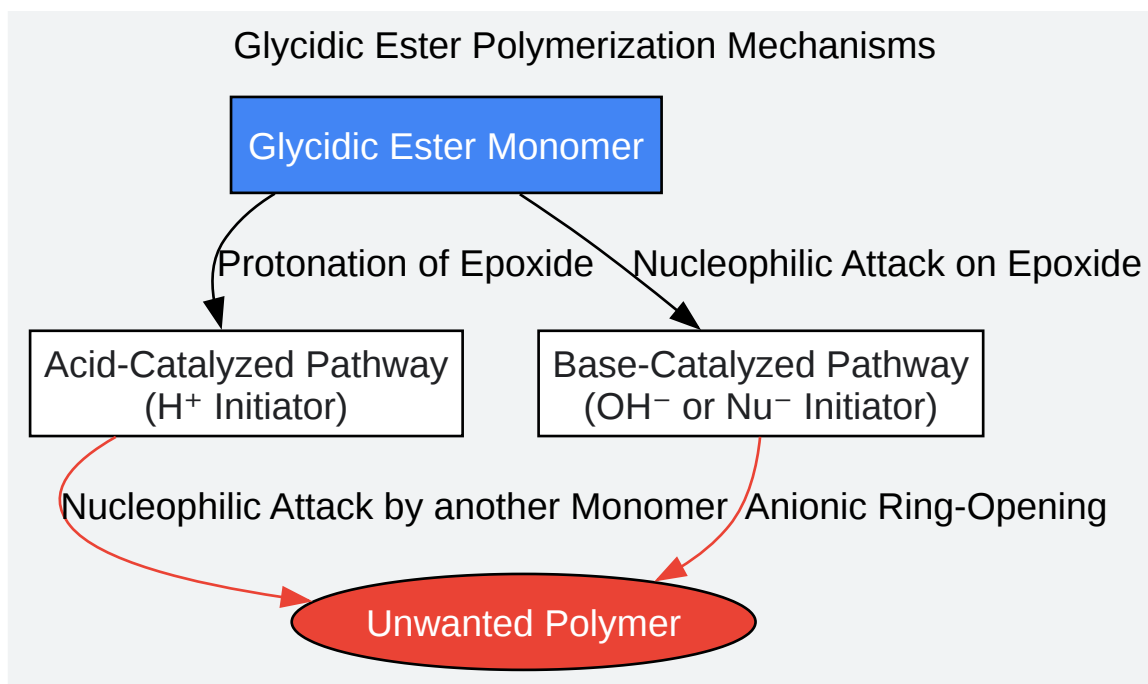 Glycidic Ester Polymerization Mechanisms
Glycidic Ester Monomer
Protonation of Epoxide
Nucleophilic Attack on Epoxide
Acid-Catalyzed Pathway
(H⁺ Initiator)
Base-Catalyzed Pathway
(OH⁻ or Nu⁻ Initiator)
Nucleophilic Attack by another Monomer
Anionic Ring-Opening
Unwanted Polymer